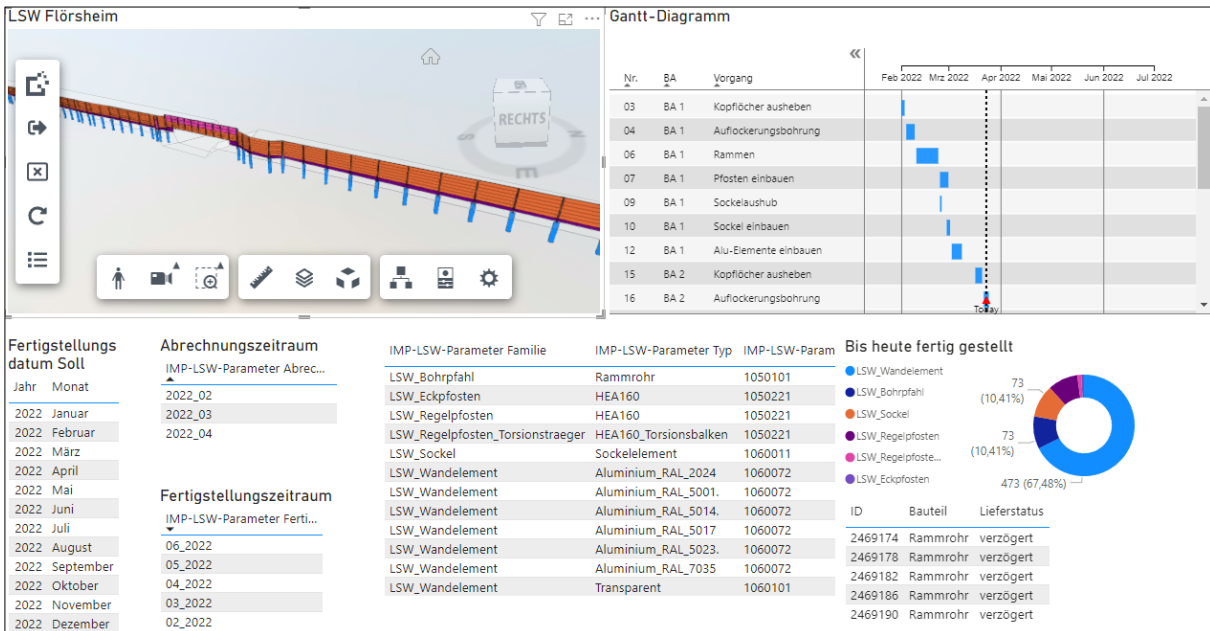 LSW Flörsheim
RECHTS
S
E
N
Gantt-Diagramm
Nr. BA Vorgang
Feb 2022 Mrz 2022 Apr 2022 Mai 2022 Jun 2022 Jul 2022
03 BA 1 Kopflöcher ausheben
04 BA 1 Auflockerungsbohrung
06 BA 1 Rammen
07 BA 1 Pfosten einbauen
09 BA 1 Sockelaushub
10 BA 1 Sockel einbauen
12 BA 1 Alu-Elemente einbauen
15 BA 2 Kopflöcher ausheben
16 BA 2 Auflockerungsbohrung
Today
Fertigstellungs
datum Soll
Jahr Monat
2022 Januar
2022 Februar
2022 März
2022 April
2022 Mai
2022 Juni
2022 Juli
2022 August
2022 September
2022 Oktober
2022 November
2022 Dezember
Abrechnungszeitraum
IMP-LSW-Parameter Abrec...
2022_02
2022_03
2022_04
Fertigstellungszeitraum
IMP-LSW-Parameter Ferti...
06_2022
05_2022
04_2022
03_2022
02_2022
IMP-LSW-Parameter Familie IMP-LSW-Parameter Typ IMP-LSW-Param
LSW_Bohrpfahl Rammrohr 1050101
LSW_Eckpfosten HEA160 1050221
LSW_Regelpfosten HEA160 1050221
LSW_Regelpfosten_Torsionstraeger HEA160_Torsionsbalken 1050221
LSW_Sockel Sockelelement 1060011
LSW_Wandelement Aluminium_RAL_2024 1060072
LSW_Wandelement Aluminium_RAL_5001. 1060072
LSW_Wandelement Aluminium_RAL_5014. 1060072
LSW_Wandelement Aluminium_RAL_5017 1060072
LSW_Wandelement Aluminium_RAL_5023. 1060072
LSW_Wandelement Aluminium_RAL_7035 1060072
LSW_Wandelement Transparent 1060101
Bis heute fertig gestellt
LSW_Wandelement
LSW_Bohrpfahl
LSW_Sockel
LSW_Regelpfosten
LSW_Regelpfoste...
LSW_Eckpfosten
73
(10,41%)
73
(10,41%)
473 (67,48%)
ID Bauteil Lieferstatus
2469174 Rammrohr verzögert
2469178 Rammrohr verzögert
2469182 Rammrohr verzögert
2469186 Rammrohr verzögert
2469190 Rammrohr verzögert